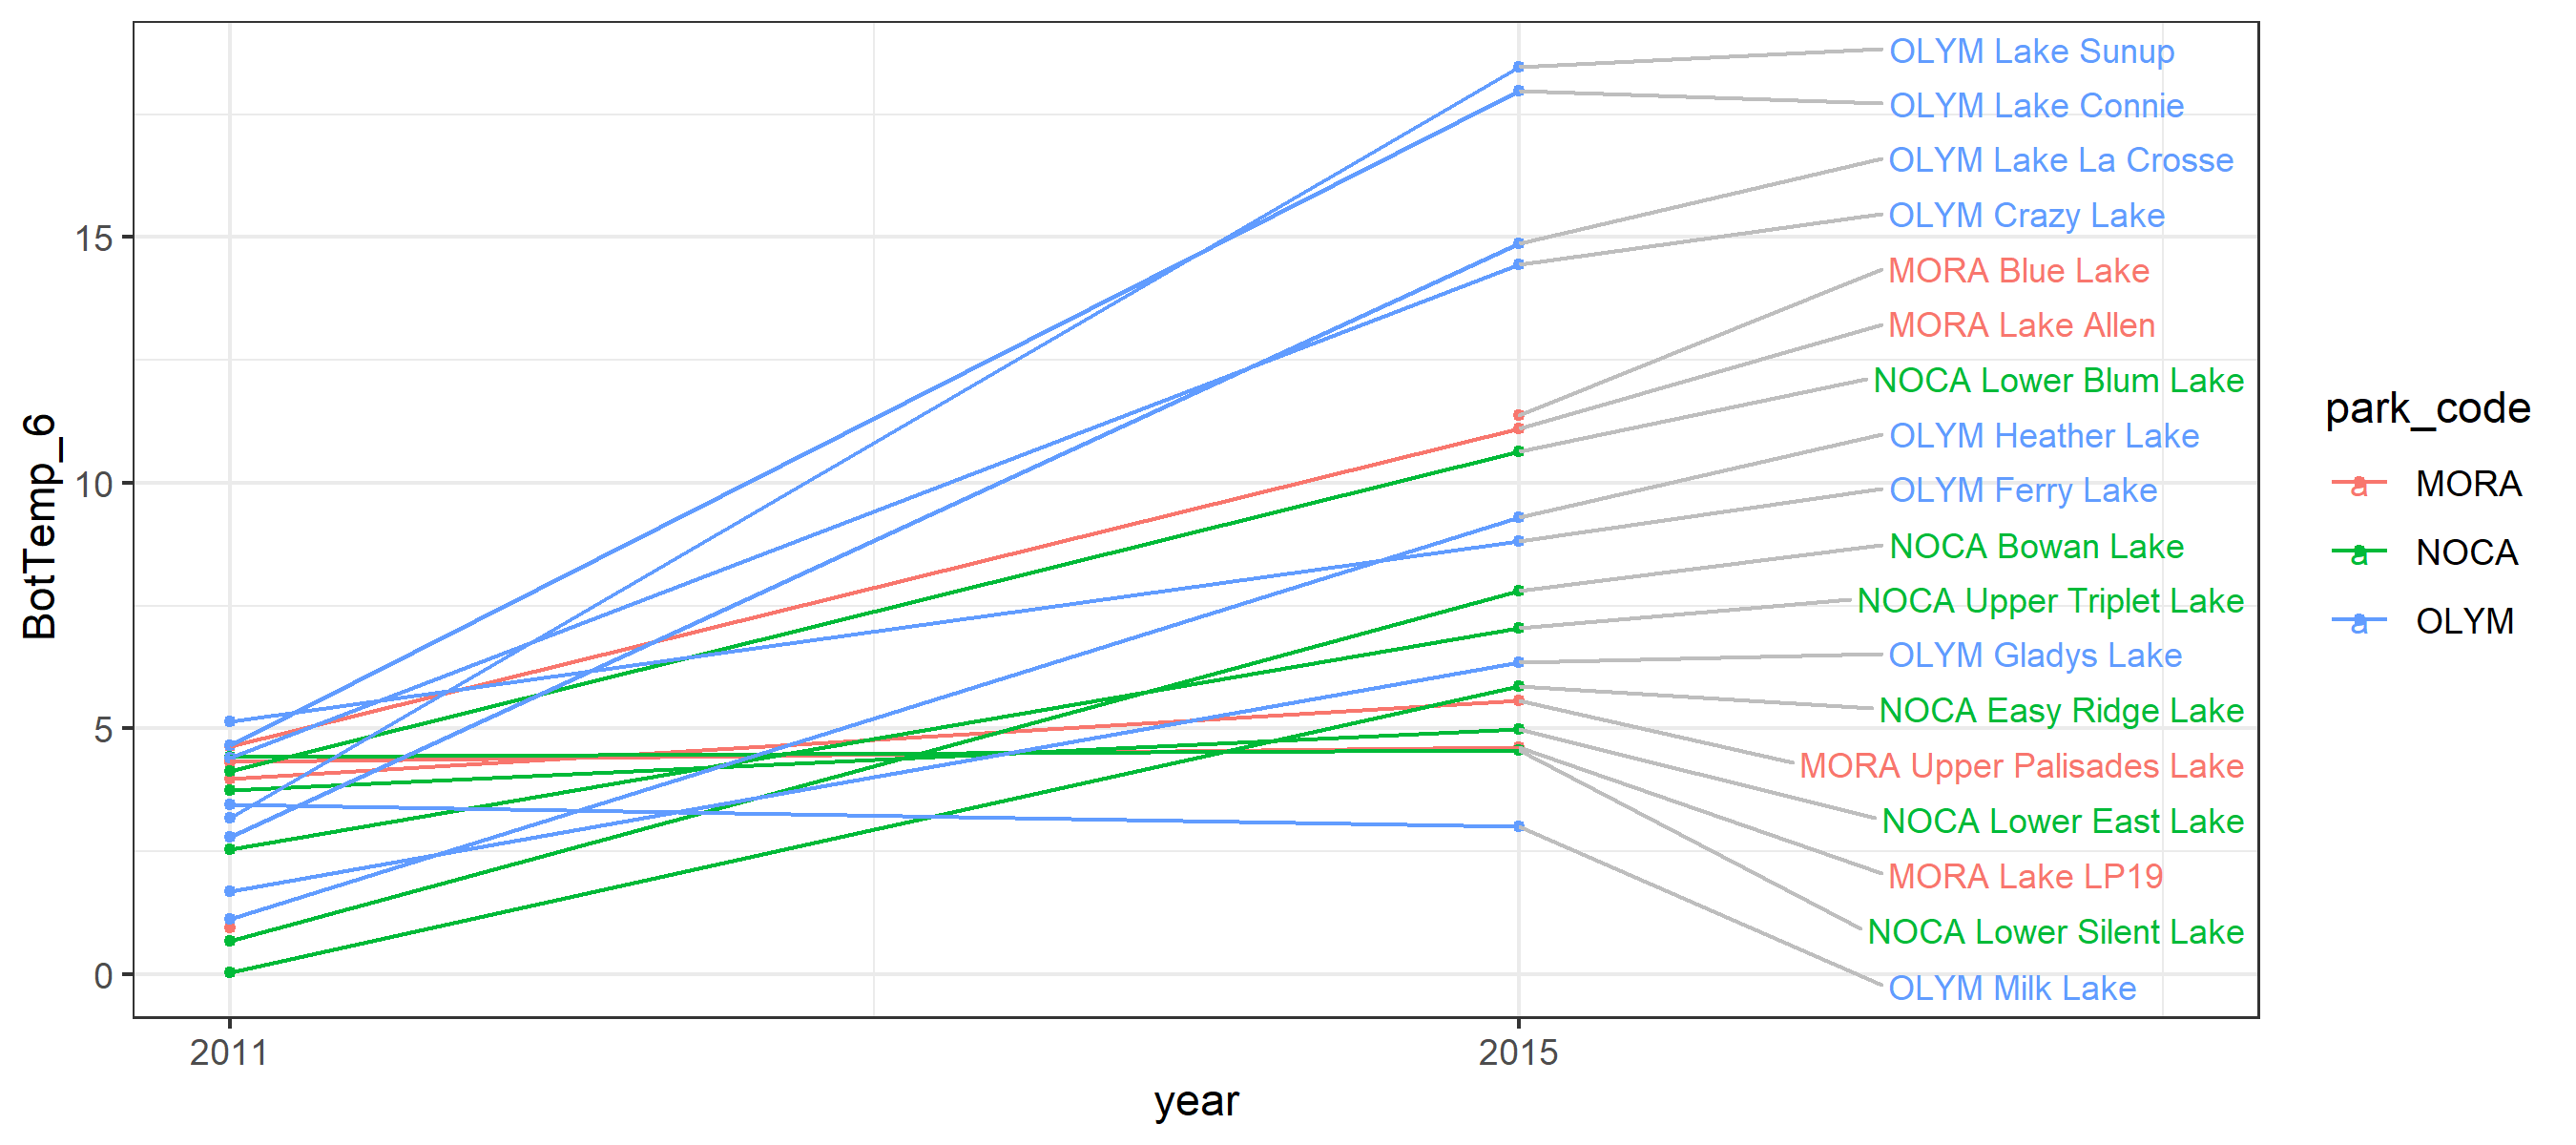 OLYM Lake Sunup
OLYM Lake Connie
OLYM Lake La Crosse
OLYM Crazy Lake
MORA Blue Lake
MORA Lake Allen
NOCA Lower Blum Lake
OLYM Heather Lake
OLYM Ferry Lake
NOCA Bowan Lake
NOCA Upper Triplet Lake
OLYM Gladys Lake
NOCA Easy Ridge Lake
MORA Upper Palisades Lake
NOCA Lower East Lake
MORA Lake LP19
NOCA Lower Silent Lake
OLYM Milk Lake
15
10
5
0
BotTemp_6
2011
2015
year
park_code
a MORA
a NOCA
a OLYM